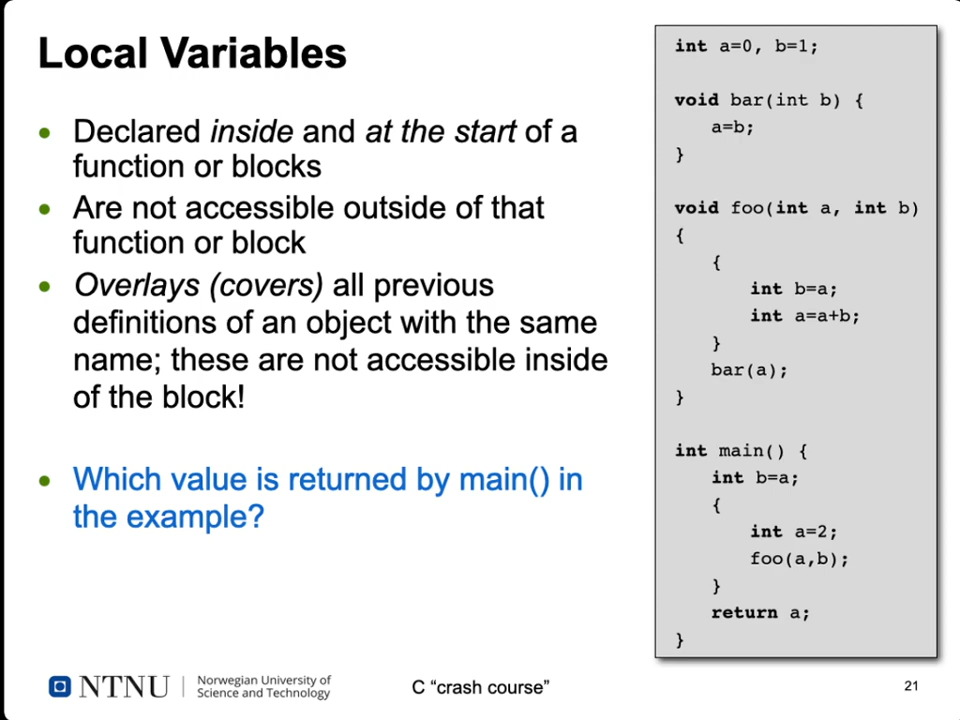 Local Variables
• Declared inside and at the start of a
function or blocks
• Are not accessible outside of that
function or block
• Overlays (covers) all previous
definitions of an object with the same
name; these are not accessible inside
of the block!
• Which value is returned by main() in
the example?
int a=0, b=1;
void bar(int b) {
a=b;
}
void foo(int a, int b)
{
{
int b=a;
int a=a+b;
}
bar(a);
}
int main() {
int b=a;
{
int a=2;
foo(a,b);
}
return a;
}
NTNU
Norwegian University of
Science and Technology
C “crash course”
21